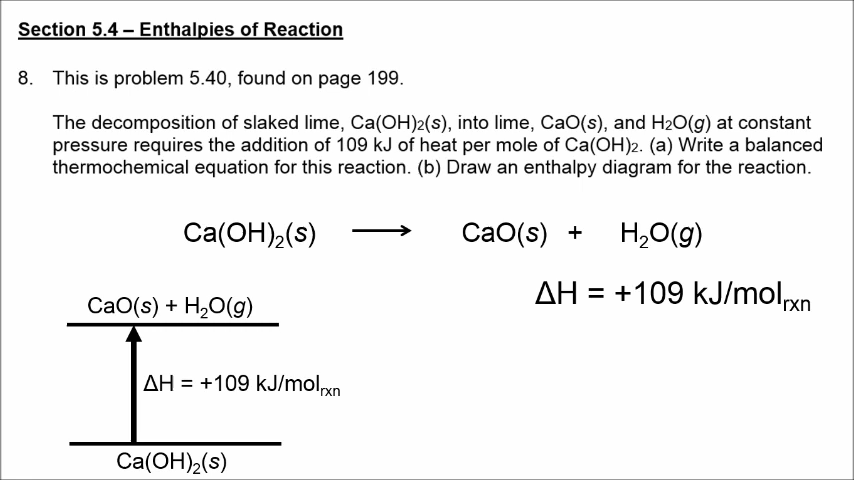 Section 5.4 – Enthalpies of Reaction
8. This is problem 5.40, found on page 199.
The decomposition of slaked lime, Ca(OH)2(s), into lime, CaO(s), and H2O(g) at constant
pressure requires the addition of 109 kJ of heat per mole of Ca(OH)2. (a) Write a balanced
thermochemical equation for this reaction. (b) Draw an enthalpy diagram for the reaction.
Ca(OH)₂(s) ⟶ CaO(s) + H₂O(g)
ΔH = +109 kJ/molrxn
CaO(s) + H₂O(g)
ΔH = +109 kJ/molrxn
Ca(OH)₂(s)